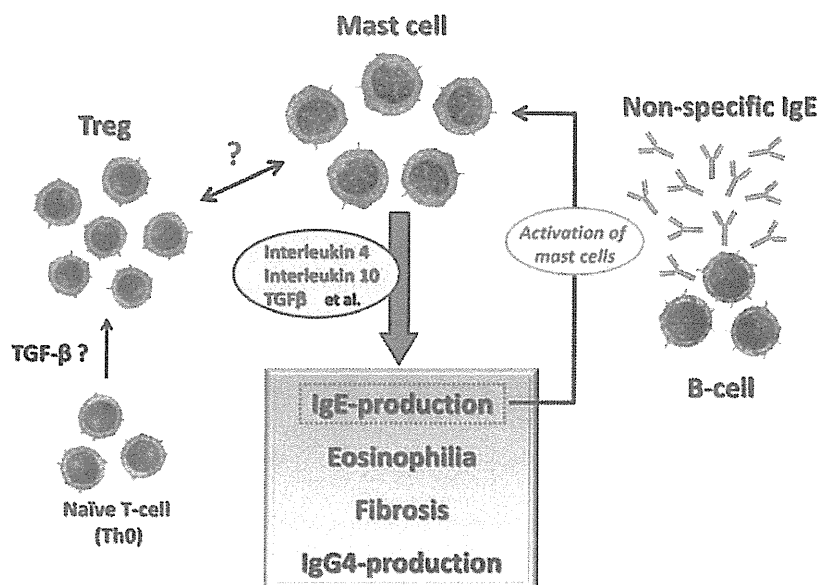 Mast cell
Non-specific IgE
Treg
?
Activation of
mast cells
Interleukin 4
Interleukin 10
TGFβ et al.
TGF-β ?
B-cell
IgE-production
Eosinophilia
Fibrosis
IgG4-production
Naïve T-cell
(Th0)